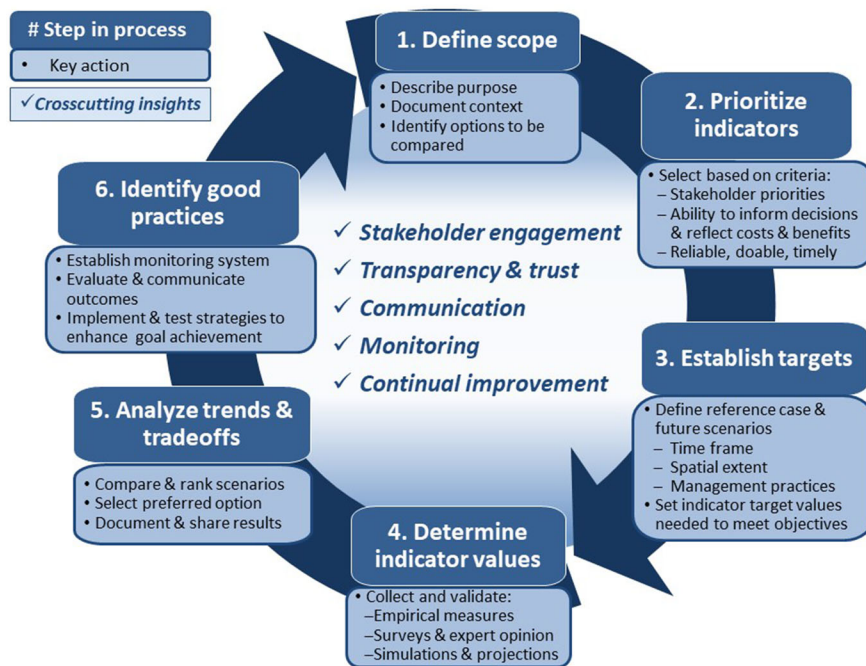 # Step in process
• Key action
✓Crosscutting insights
1. Define scope
• Describe purpose
• Document context
• Identify options to be
compared
2. Prioritize
indicators
• Select based on criteria:
– Stakeholder priorities
– Ability to inform decisions
& reflect costs & benefits
– Reliable, doable, timely
3. Establish targets
• Define reference case &
future scenarios
– Time frame
– Spatial extent
– Management practices
• Set indicator target values
needed to meet objectives
4. Determine
indicator values
• Collect and validate:
–Empirical measures
–Surveys & expert opinion
–Simulations & projections
5. Analyze trends &
tradeoffs
• Compare & rank scenarios
• Select preferred option
• Document & share results
6. Identify good
practices
• Establish monitoring system
• Evaluate & communicate
outcomes
• Implement & test strategies to
enhance goal achievement
✓ Stakeholder engagement
✓ Transparency & trust
✓ Communication
✓ Monitoring
✓ Continual improvement